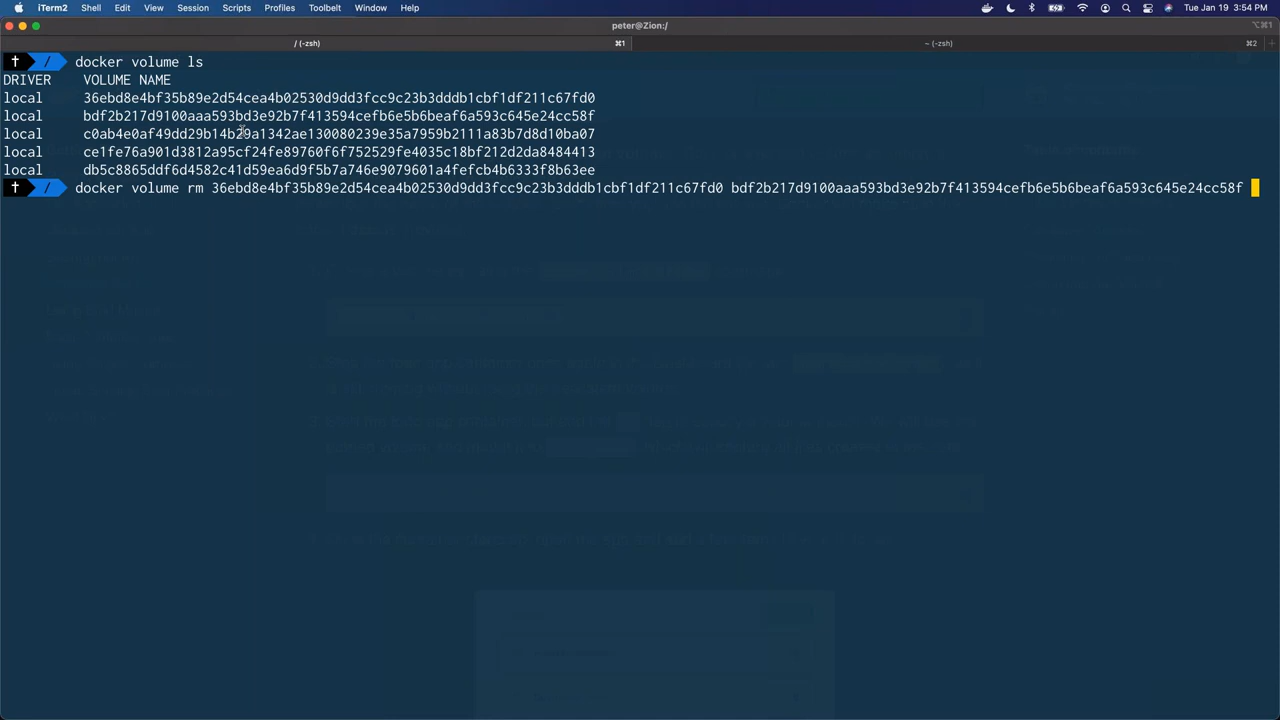 iTerm2 Shell Edit View Session Scripts Profiles Toolbelt Window Help Tue Jan 19 3:54 PM
peter@Zion:/ ⌥⌘1
/ (-zsh) ⌘1 ~ (-zsh) ⌘2
† / docker volume ls
DRIVER VOLUME NAME
local 36ebd8e4bf35b89e2d54cea4b02530d9dd3fcc9c23b3dddb1cbf1df211c67fd0
local bdf2b217d9100aaa593bd3e92b7f413594cefb6e5b6beaf6a593c645e24cc58f
local c0ab4e0af49dd29b14b29a1342ae130080239e35a7959b2111a83b7d8d10ba07
local ce1fe76a901d3812a95cf24fe89760f6f752529fe4035c18bf212d2da8484413
local db5c8865ddf6d4582c41d59ea6d9f5b7a746e9079601a4fefcb4b6333f8b63ee
† / docker volume rm 36ebd8e4bf35b89e2d54cea4b02530d9dd3fcc9c23b3dddb1cbf1df211c67fd0 bdf2b217d9100aaa593bd3e92b7f413594cefb6e5b6beaf6a593c645e24cc58f